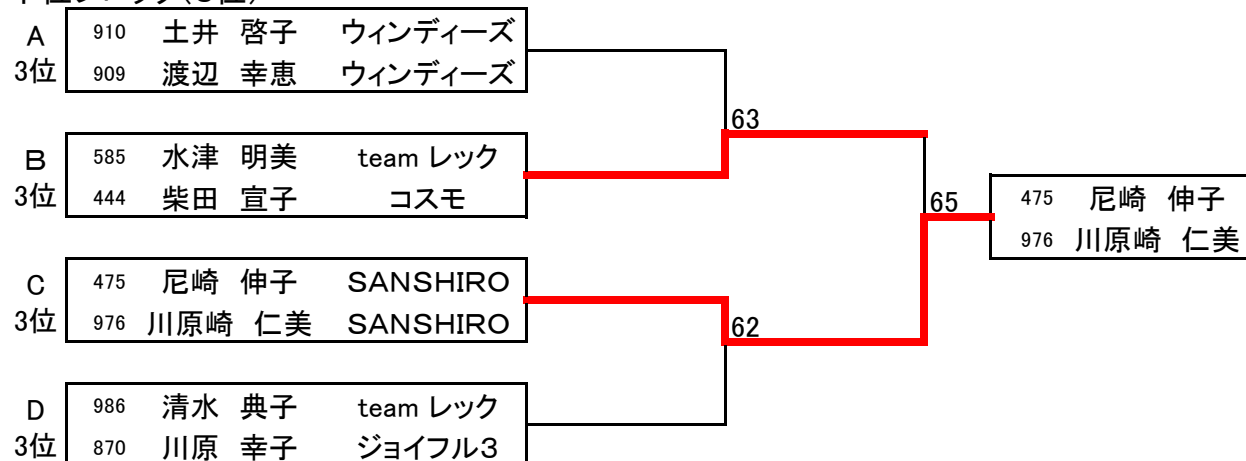 A 910 土井 啓子 ウィンディーズ
3位 909 渡辺 幸恵 ウィンディーズ
63
B 585 水津 明美 team レック
3位 444 柴田 宣子 コスモ
65
475 尼崎 伸子
976 川原崎 仁美
C 475 尼崎 伸子 SANSHIRO
3位 976 川原崎 仁美 SANSHIRO
62
D 986 清水 典子 team レック
3位 870 川原 幸子 ジョイフル3